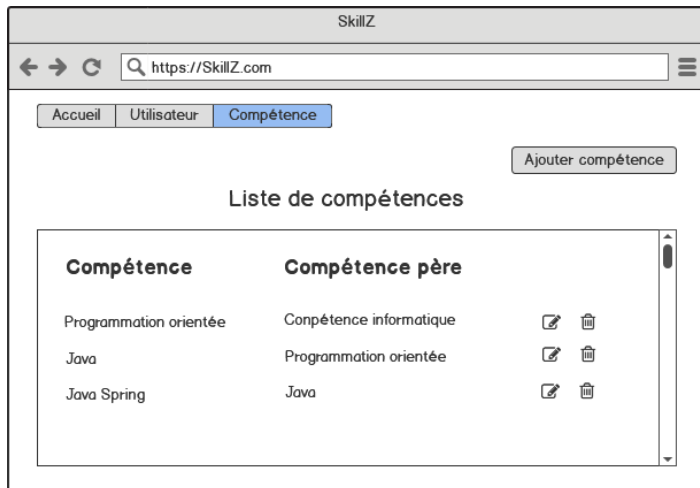 SkillZ
https://SkillZ.com
Accueil Utilisateur Compétence
Ajouter compétence
Liste de compétences
Compétence Compétence père
Programmation orientée Conpétence informatique
Java Programmation orientée
Java Spring Java